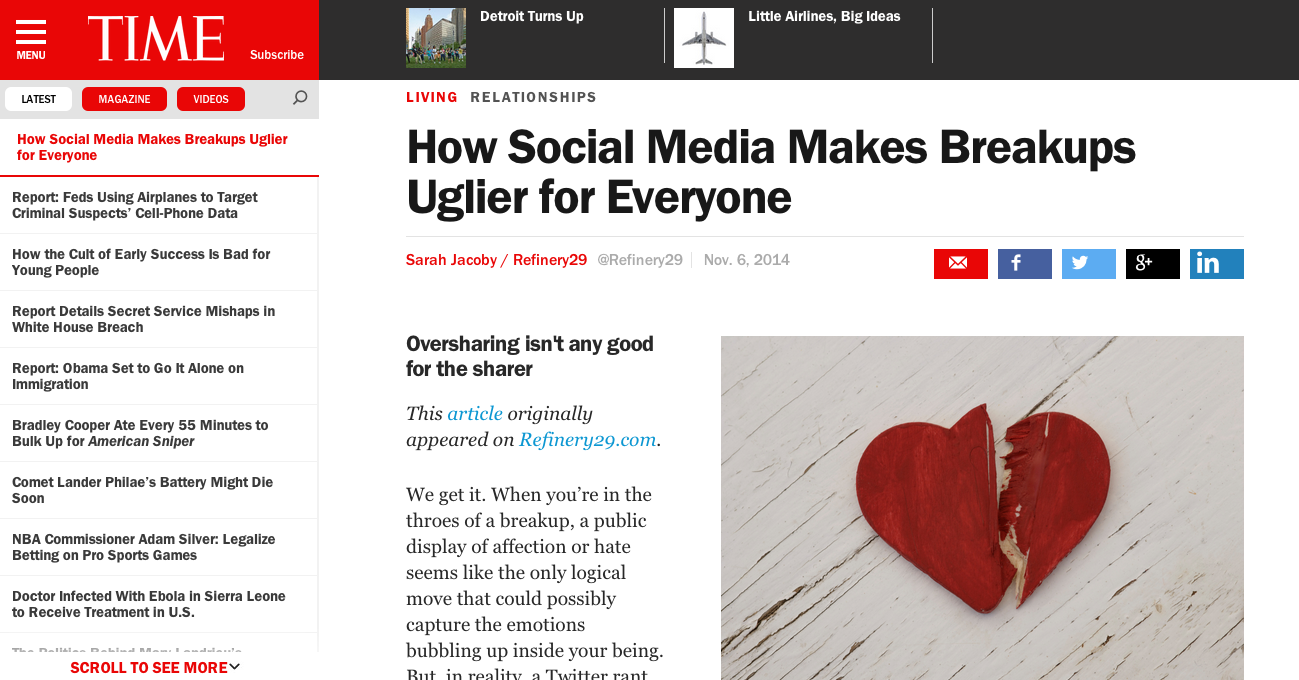 MENU
TIME
Subscribe
Detroit Turns Up
Little Airlines, Big Ideas
LATEST
MAGAZINE
VIDEOS
How Social Media Makes Breakups Uglier
for Everyone
Report: Feds Using Airplanes to Target
Criminal Suspects’ Cell-Phone Data
How the Cult of Early Success Is Bad for
Young People
Report Details Secret Service Mishaps in
White House Breach
Report: Obama Set to Go It Alone on
Immigration
Bradley Cooper Ate Every 55 Minutes to
Bulk Up for American Sniper
Comet Lander Philae’s Battery Might Die
Soon
NBA Commissioner Adam Silver: Legalize
Betting on Pro Sports Games
Doctor Infected With Ebola in Sierra Leone
to Receive Treatment in U.S.
The Politics Behind Mary Landrieu’s
SCROLL TO SEE MORE
LIVING RELATIONSHIPS
How Social Media Makes Breakups
Uglier for Everyone
Sarah Jacoby / Refinery29 @Refinery29 Nov. 6, 2014
f
g+
in
Oversharing isn't any good
for the sharer
This article originally
appeared on Refinery29.com.
We get it. When you’re in the
throes of a breakup, a public
display of affection or hate
seems like the only logical
move that could possibly
capture the emotions
bubbling up inside your being.
But, in reality, a Twitter rant